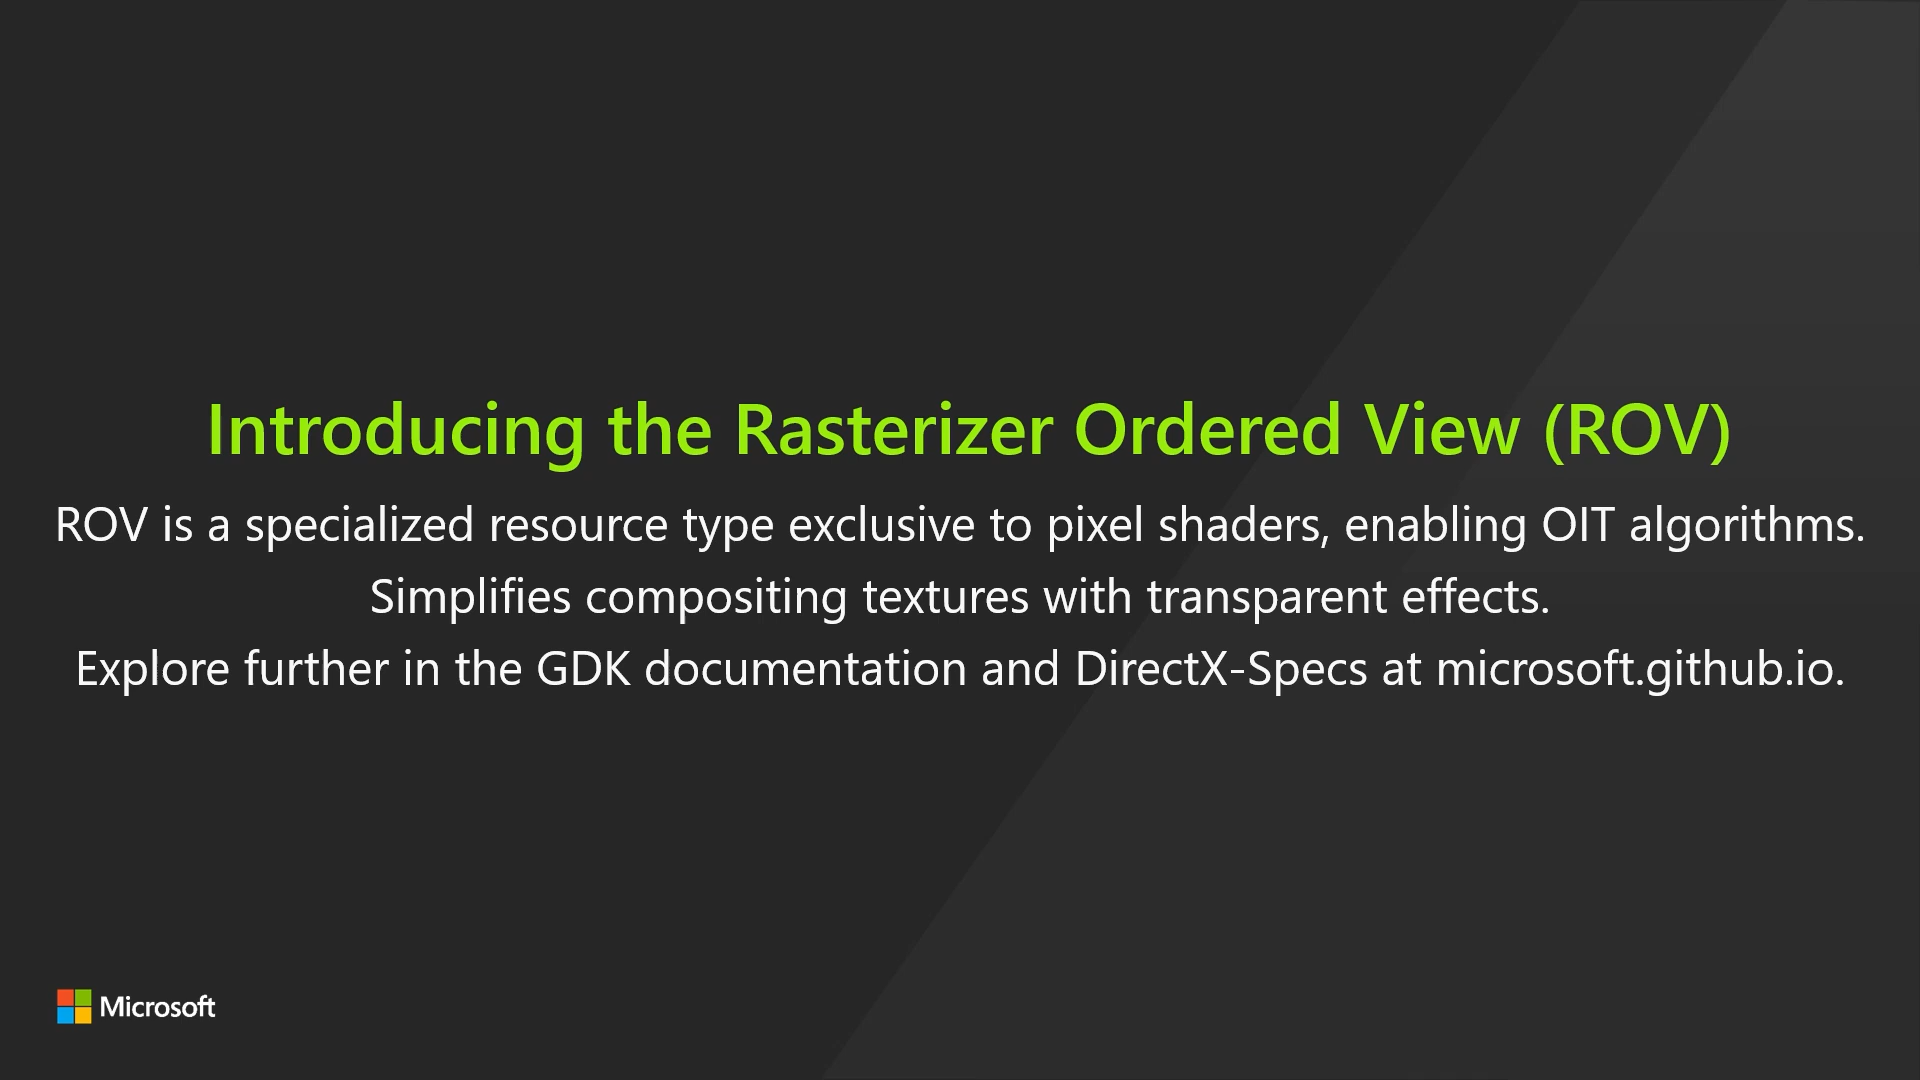 Introducing the Rasterizer Ordered View (ROV)
ROV is a specialized resource type exclusive to pixel shaders, enabling OIT algorithms.
Simplifies compositing textures with transparent effects.
Explore further in the GDK documentation and DirectX-Specs at microsoft.github.io.
Microsoft